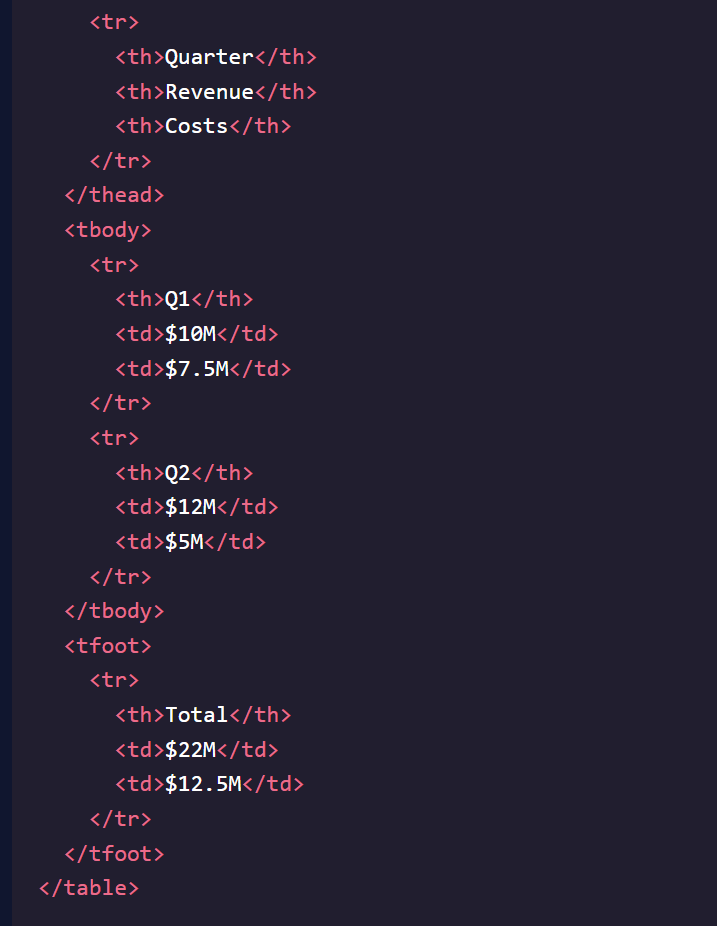 <tr>
      <th>Quarter</th>
      <th>Revenue</th>
      <th>Costs</th>
    </tr>
  </thead>
  <tbody>
    <tr>
      <th>Q1</th>
      <td>$10M</td>
      <td>$7.5M</td>
    </tr>
    <tr>
      <th>Q2</th>
      <td>$12M</td>
      <td>$5M</td>
    </tr>
  </tbody>
  <tfoot>
    <tr>
      <th>Total</th>
      <td>$22M</td>
      <td>$12.5M</td>
    </tr>
  </tfoot>
</table>